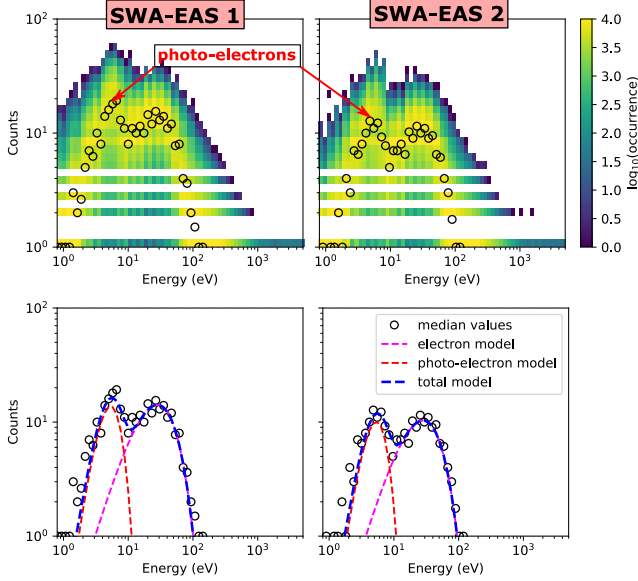 SWA-EAS 1
SWA-EAS 2
photo-electrons
10²
10¹
10⁰
Counts
10⁰ 10¹ 10² 10³
Energy (eV)
10⁰ 10¹ 10² 10³
Energy (eV)
4.0
3.5
3.0
2.5
2.0
1.5
1.0
0.5
0.0
log₁₀(occurrence)
10²
10¹
10⁰
Counts
10⁰ 10¹ 10² 10³
Energy (eV)
10²
10¹
10⁰
median values
electron model
photo-electron model
total model
10⁰ 10¹ 10² 10³
Energy (eV)